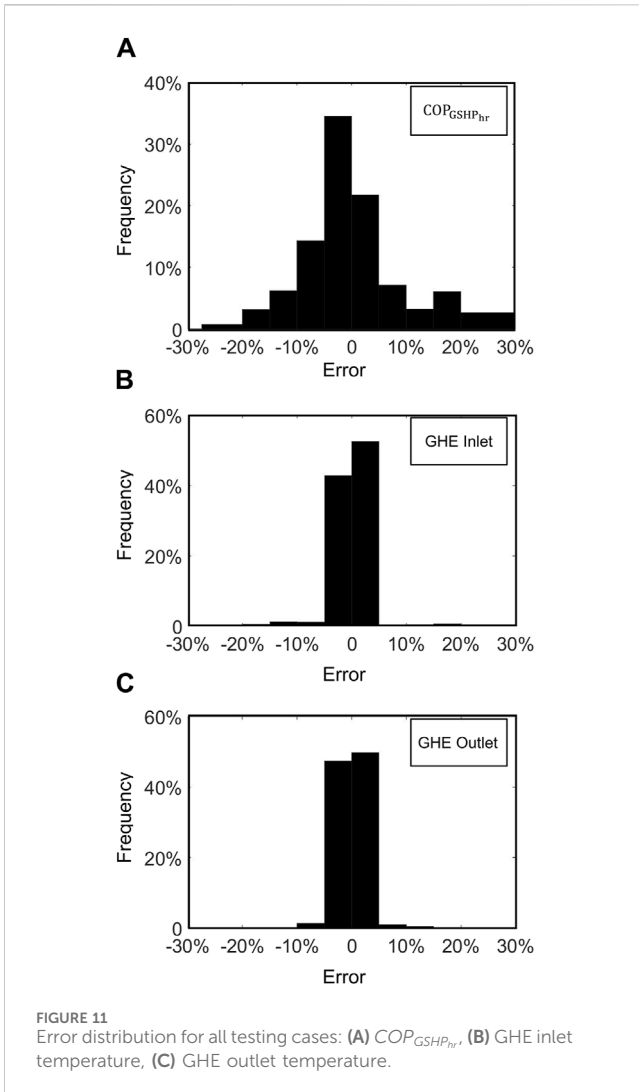 A
40%
COP_GSHP_hr
30%
Frequency
20%
10%
0
-30% -20% -10% 0 10% 20% 30%
Error
B
60%
GHE Inlet
40%
Frequency
20%
0
-30% -20% -10% 0 10% 20% 30%
Error
C
60%
GHE Outlet
40%
Frequency
20%
0
-30% -20% -10% 0 10% 20% 30%
Error
FIGURE 11
Error distribution for all testing cases: (A) COP_GSHP_hr, (B) GHE inlet
temperature, (C) GHE outlet temperature.